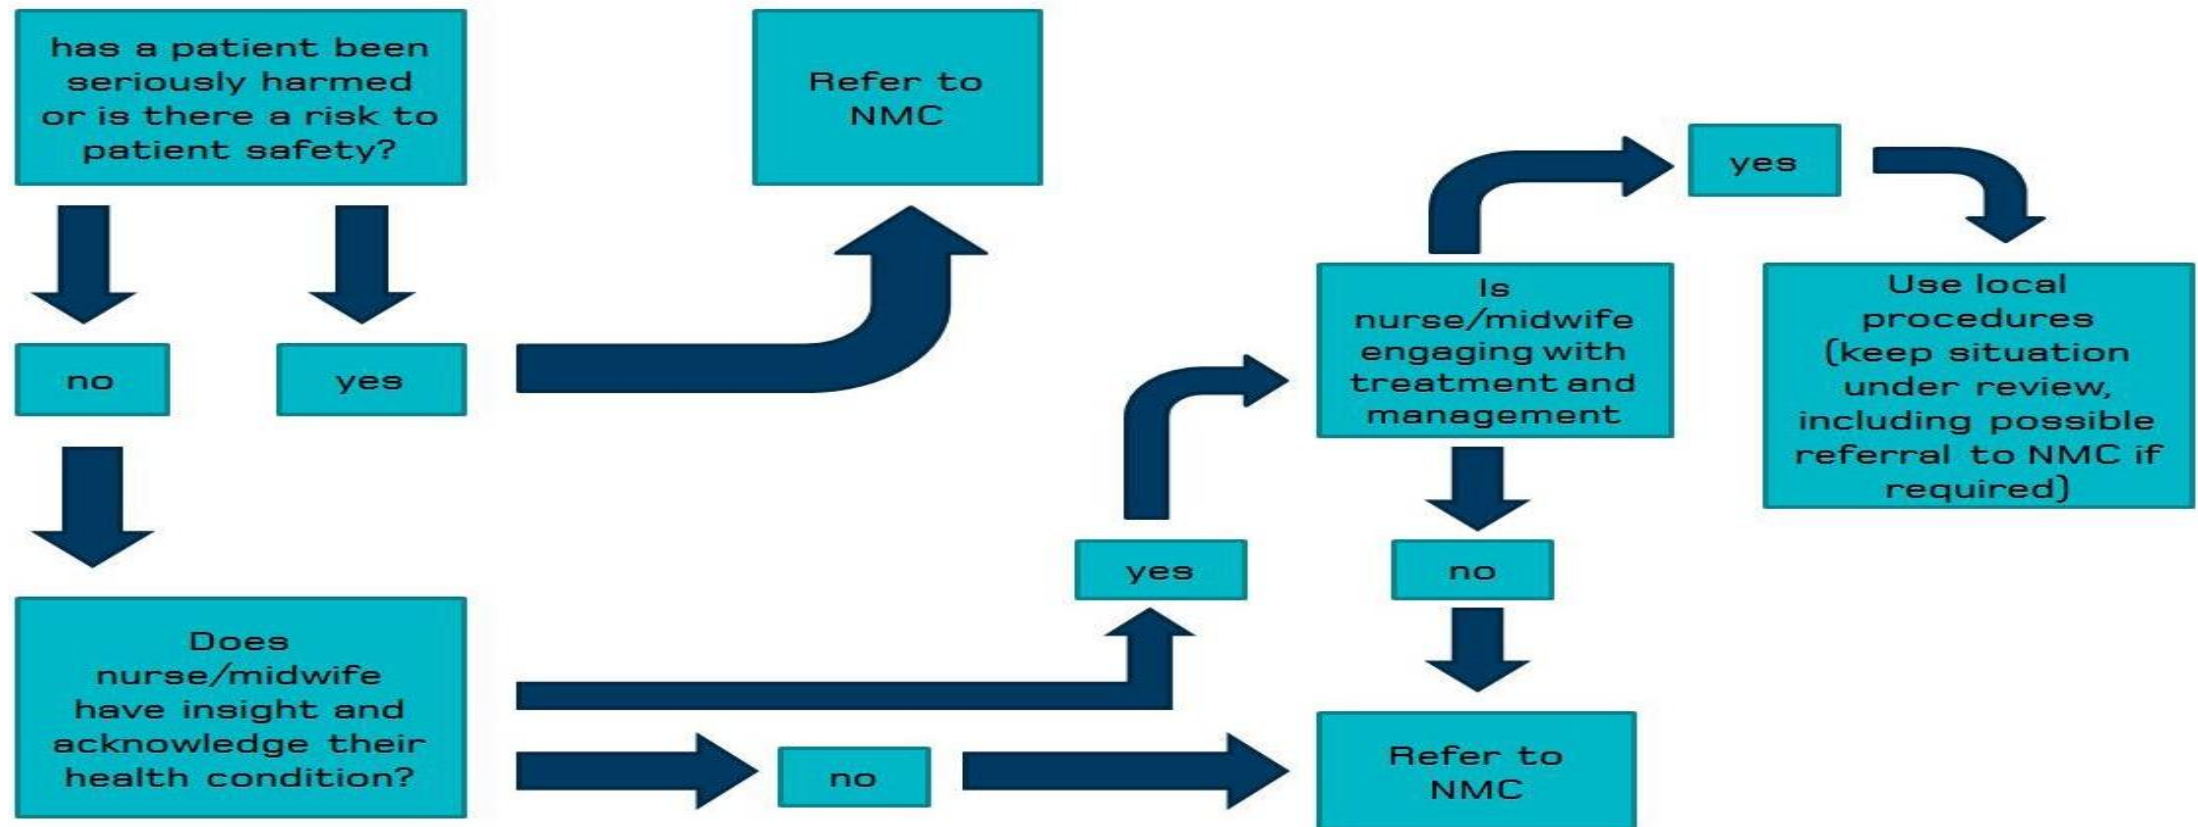 has a patient been
seriously harmed
or is there a risk to
patient safety?
no
yes
Refer to
NMC
Does
nurse/midwife
have insight and
acknowledge their
health condition?
no
yes
Is
nurse/midwife
engaging with
treatment and
management
no
Refer to
NMC
yes
Use local
procedures
(keep situation
under review,
including possible
referral to NMC if
required)